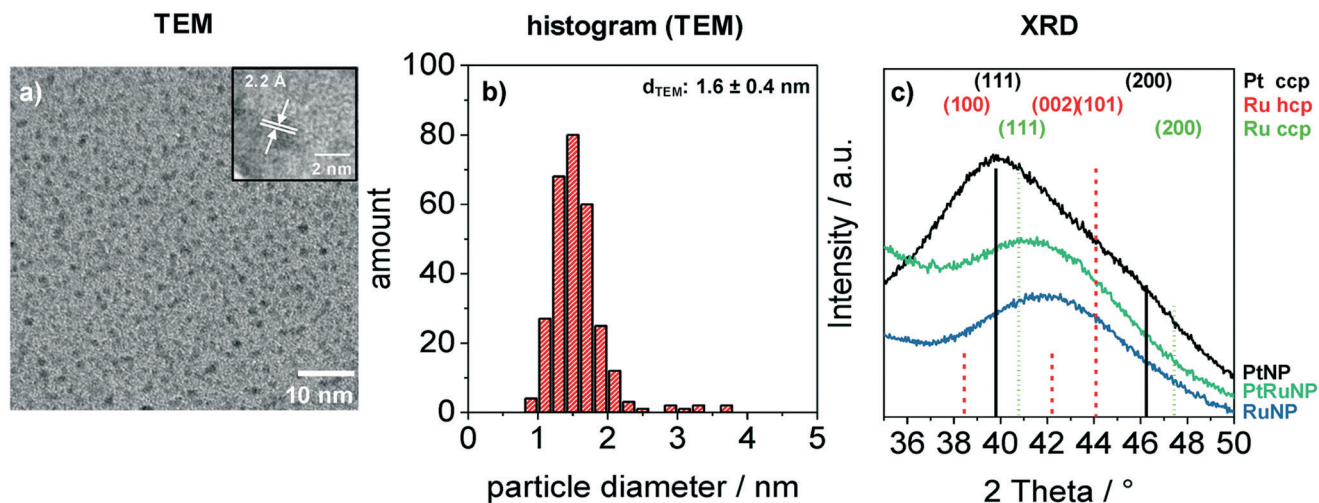 TEM
histogram (TEM)
XRD
a)
2.2 Å
2 nm
10 nm
b)
d_TEM: 1.6 ± 0.4 nm
100
80
60
40
20
0
amount
0 1 2 3 4 5
particle diameter / nm
c)
(111) (200) Pt ccp
(100) (002) (101) Ru hcp
(111) (200) Ru ccp
Intensity / a.u.
PtNP
PtRuNP
RuNP
36 38 40 42 44 46 48 50
2 Theta / °